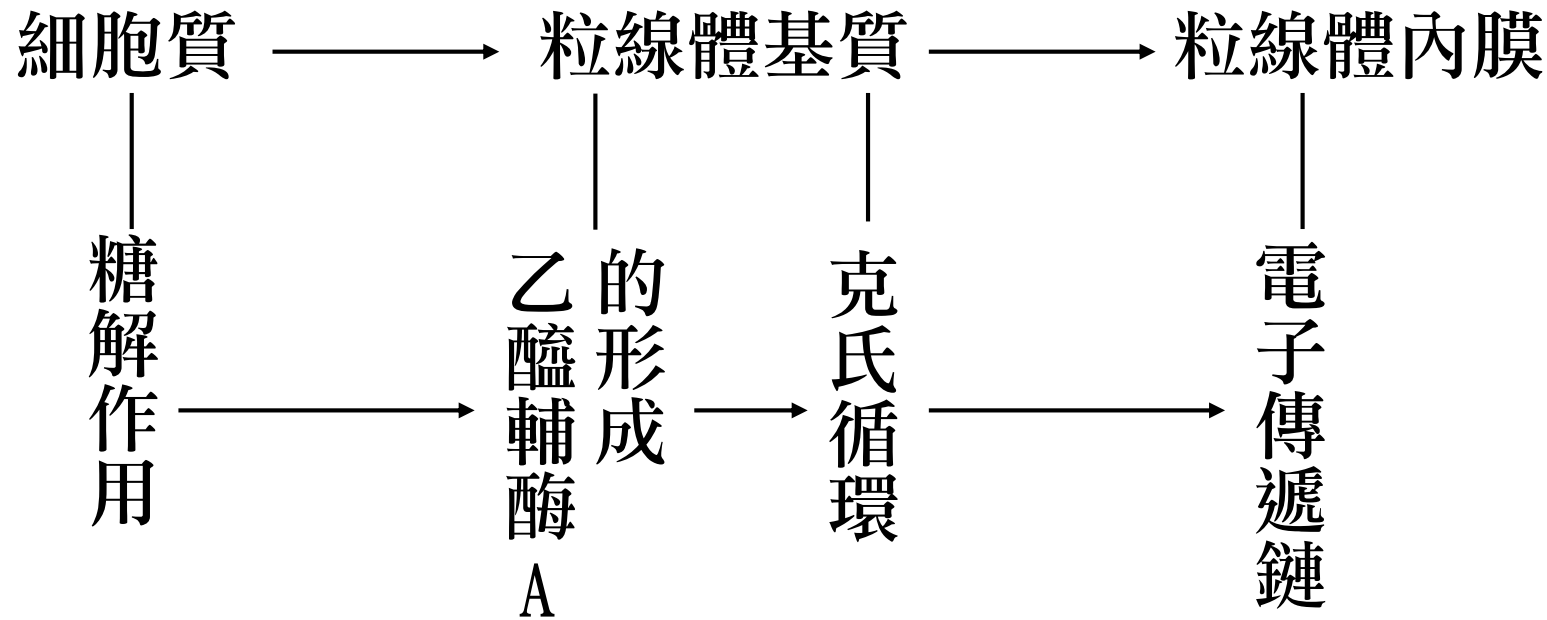 細胞質
粒線體基質
粒線體內膜
糖解作用
乙醯輔酶A
的形成
克氏循環
電子傳遞鏈